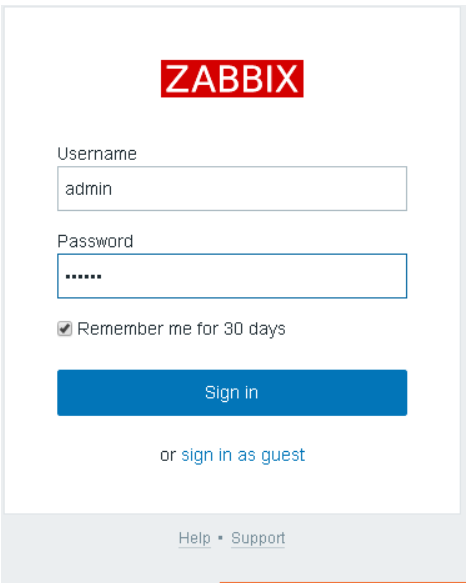 ZABBIX
Username
admin
Password
••••••
Remember me for 30 days
Sign in
or sign in as guest
Help • Support